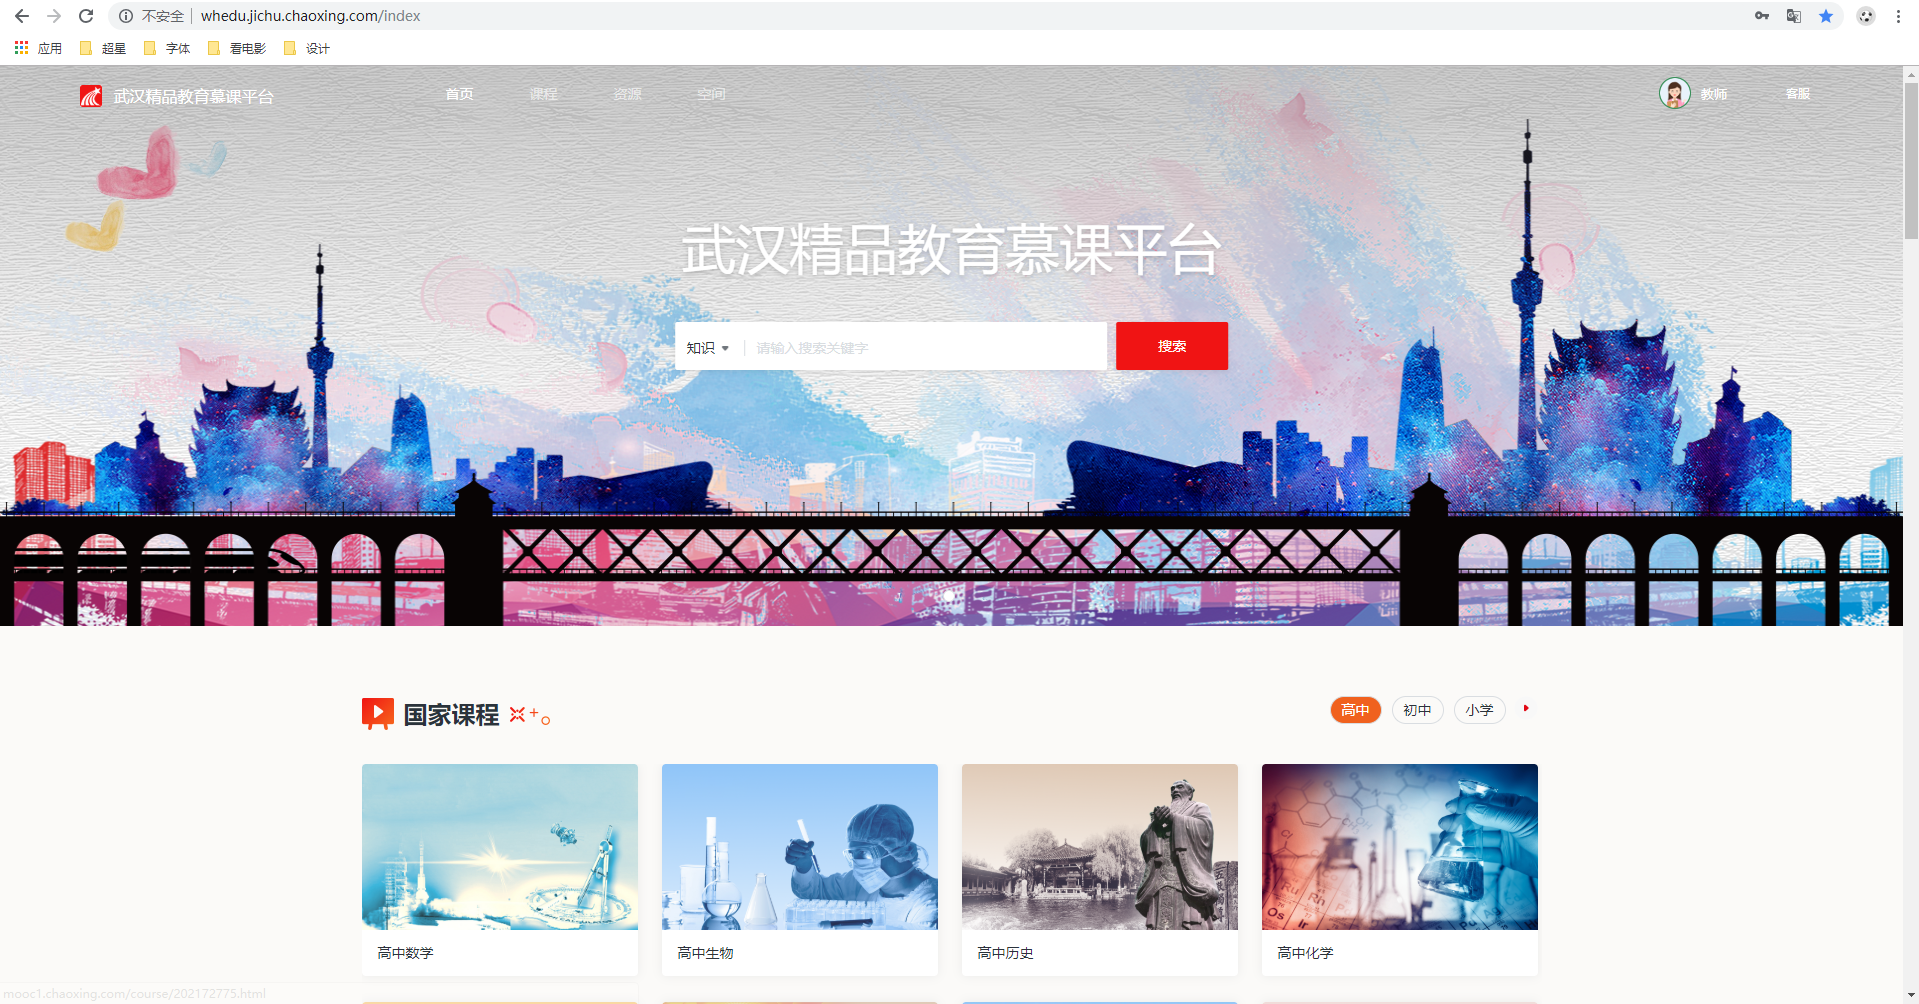 不安全 whedu.jichu.chaoxing.com/index
应用 超星 字体 看电影 设计
武汉精品教育慕课平台 首页 课程 资源 空间 教师 客服
武汉精品教育慕课平台
知识 请输入搜索关键字 搜索
国家课程 高中 初中 小学
Cl
Ru Rh
Os Ir
高中数学 高中生物 高中历史 高中化学
mooc1.chaoxing.com/course/202172775.html